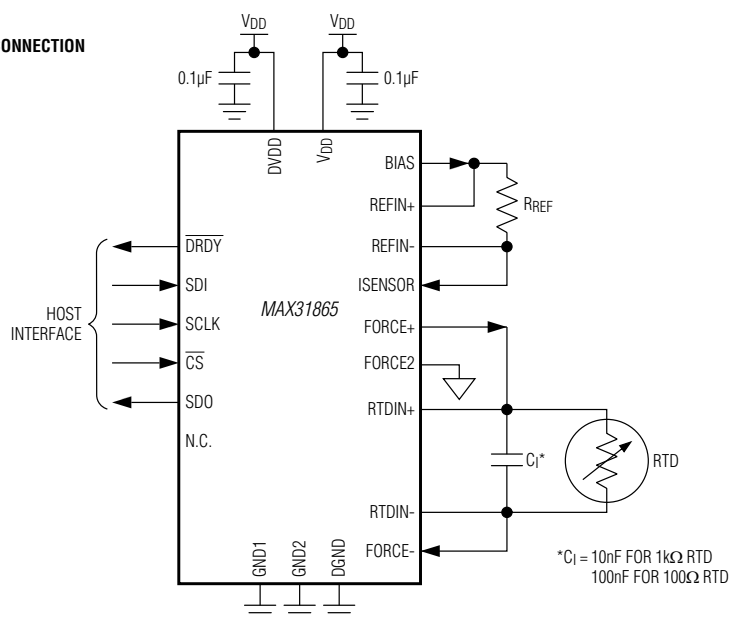 ONNECTION
VDD
VDD
0.1µF
0.1µF
DVDD
VDD
BIAS
REFIN+
RREF
DRDY
REFIN-
SDI
ISENSOR
HOST
INTERFACE
MAX31865
SCLK
FORCE+
CS
FORCE2
SDO
RTDIN+
N.C.
CI*
RTD
RTDIN-
GND1
GND2
DGND
FORCE-
*CI = 10nF FOR 1kΩ RTD
100nF FOR 100Ω RTD